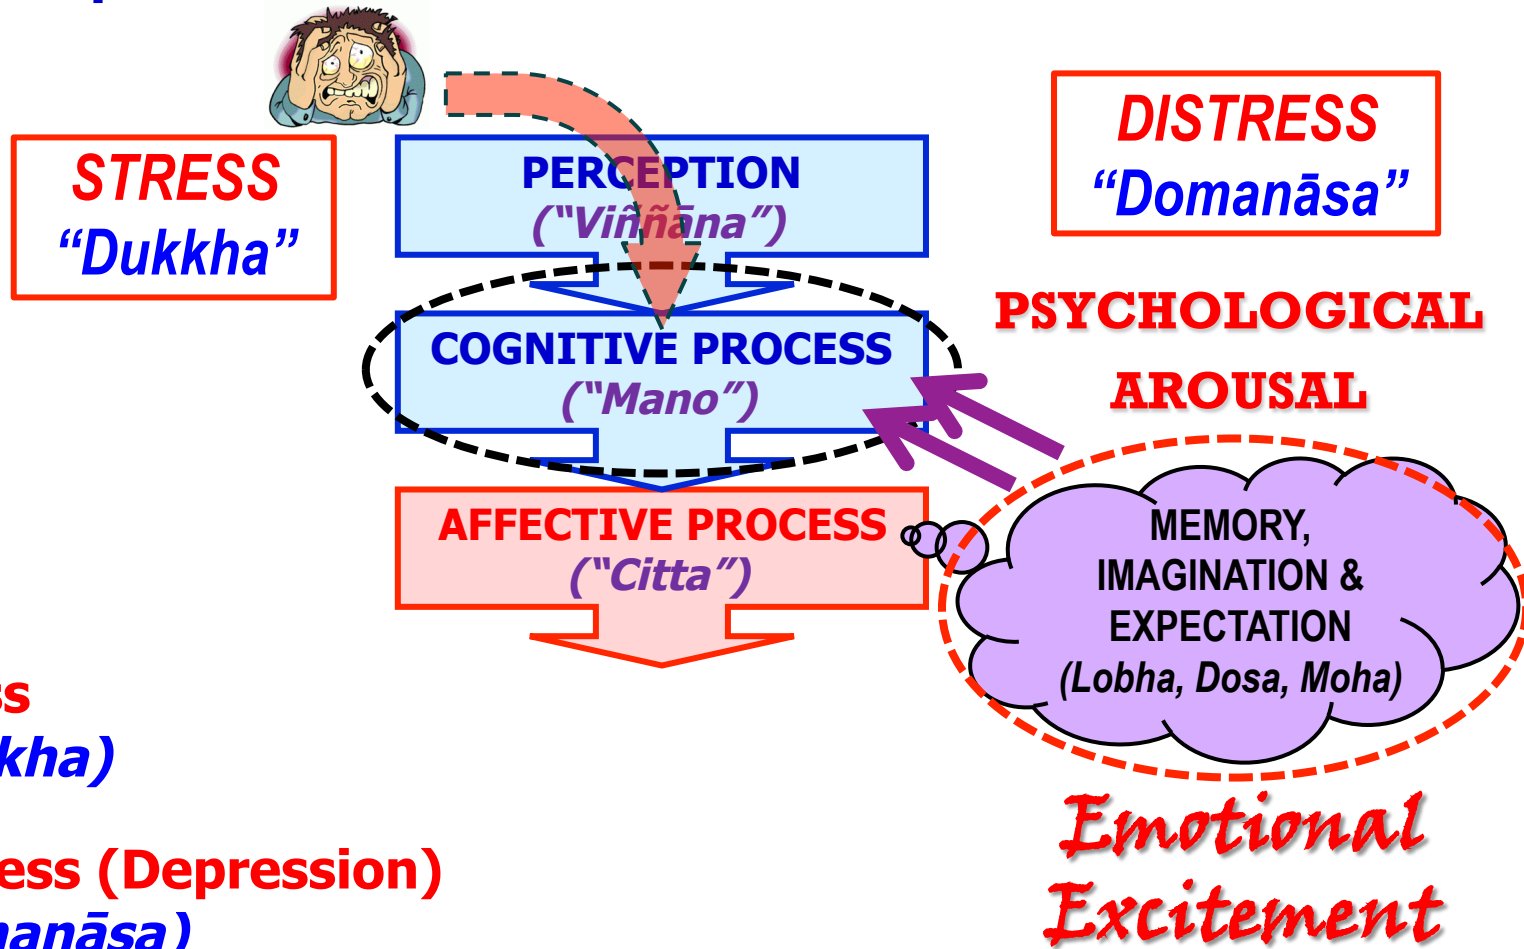 STRESS
“Dukkha”
PERCEPTION
(“Viññāna”)
DISTRESS
“Domanāsa”
COGNITIVE PROCESS
(“Mano”)
PSYCHOLOGICAL
AROUSAL
AFFECTIVE PROCESS
(“Citta”)
MEMORY,
IMAGINATION &
EXPECTATION
(Lobha, Dosa, Moha)
ss
kha)
ess (Depression)
anāsa)
Emotional
Excitement